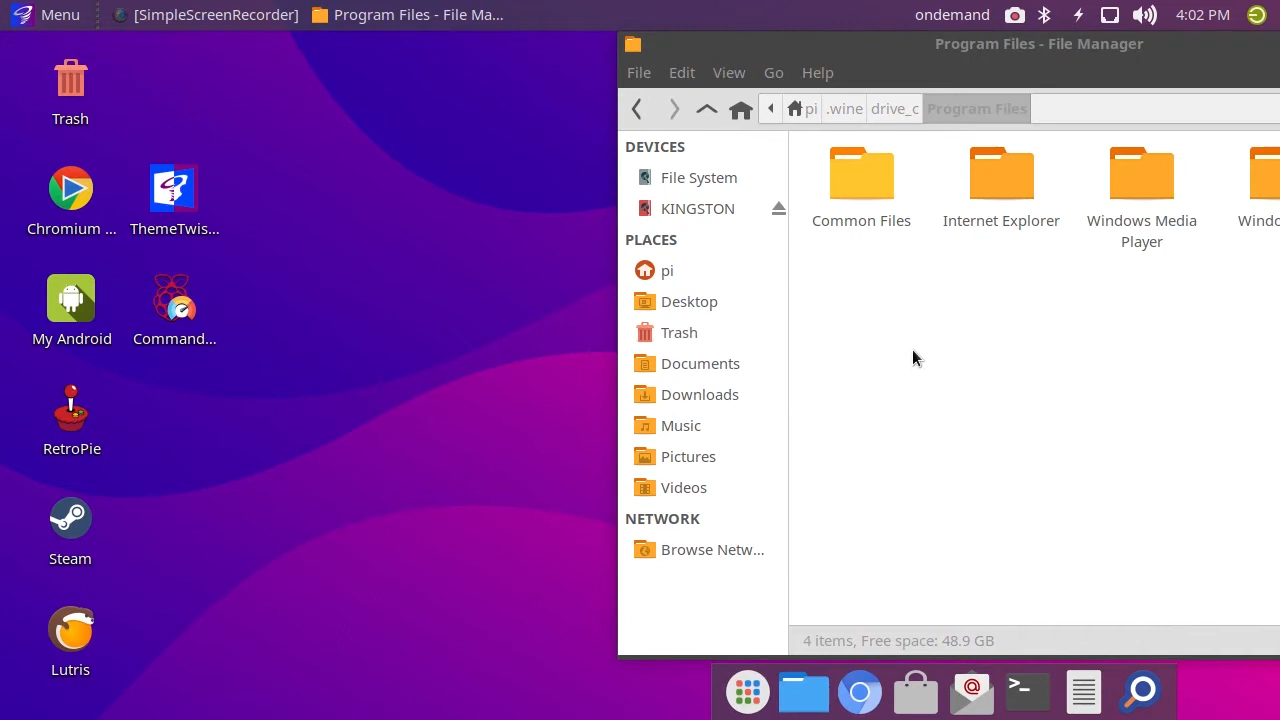 Menu
[SimpleScreenRecorder]
Program Files - File Ma...
ondemand
4:02 PM
Trash
Chromium ...
ThemeTwis...
My Android
Command...
RetroPie
Steam
Lutris
Program Files - File Manager
File Edit View Go Help
pi .wine drive_c Program Files
DEVICES
File System
KINGSTON
PLACES
pi
Desktop
Trash
Documents
Downloads
Music
Pictures
Videos
NETWORK
Browse Netw...
Common Files
Internet Explorer
Windows Media
Player
Windo
4 items, Free space: 48.9 GB